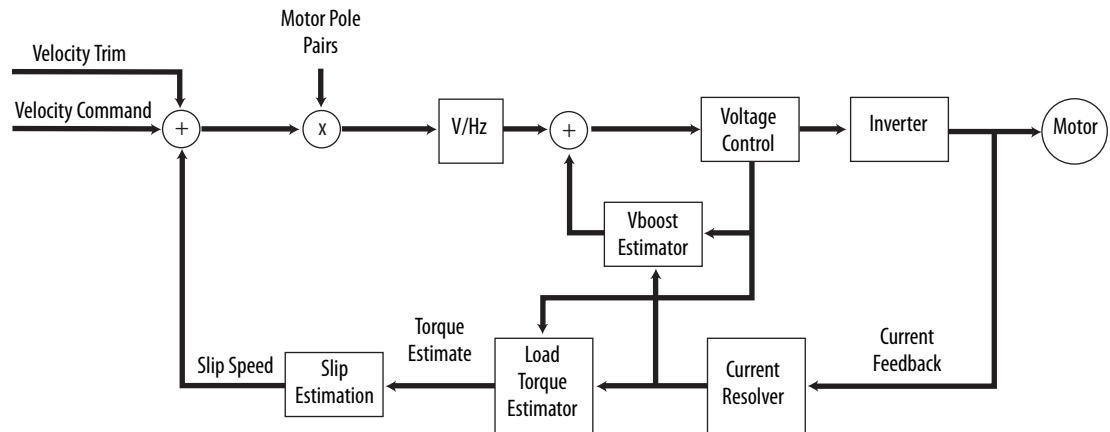 Motor Pole
Pairs
Velocity Trim
Velocity Command
+
x
V/Hz
+
Voltage
Control
Inverter
Motor
Vboost
Estimator
Slip Speed
Slip
Estimation
Torque
Estimate
Load
Torque
Estimator
Current
Resolver
Current
Feedback